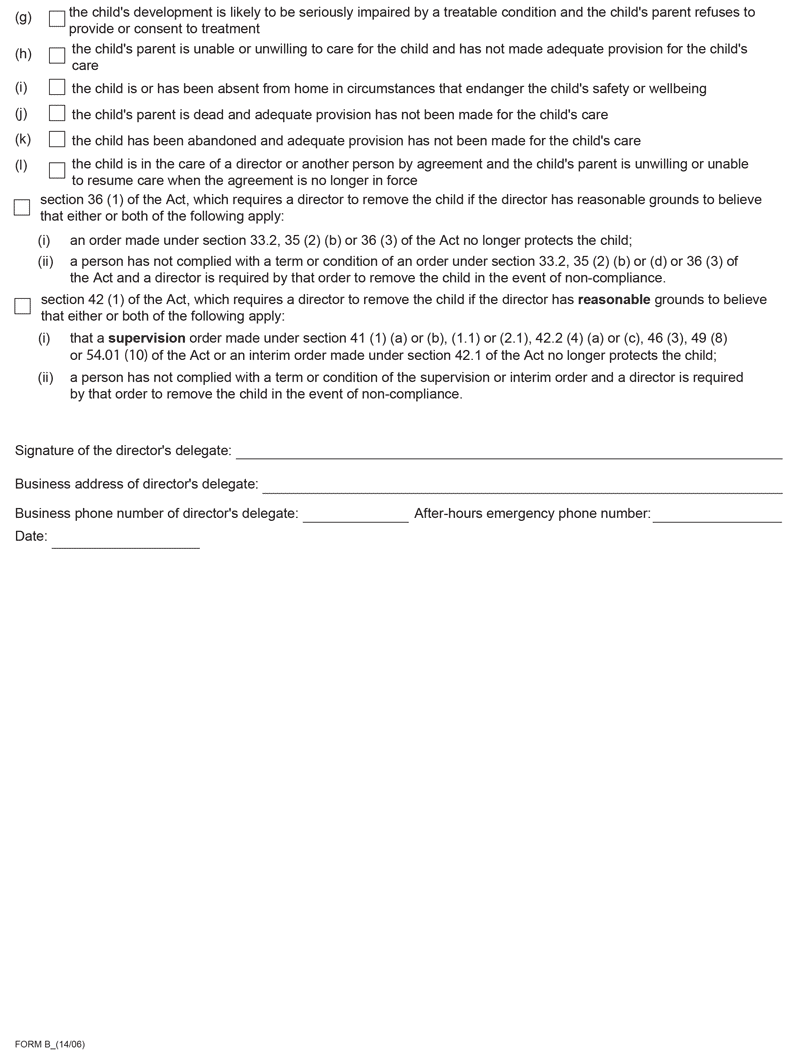 (g) the child's development is likely to be seriously impaired by a treatable condition and the child's parent refuses to
provide or consent to treatment
(h) the child's parent is unable or unwilling to care for the child and has not made adequate provision for the child's
care
(i) the child is or has been absent from home in circumstances that endanger the child's safety or wellbeing
(j) the child's parent is dead and adequate provision has not been made for the child's care
(k) the child has been abandoned and adequate provision has not been made for the child's care
(l) the child is in the care of a director or another person by agreement and the child's parent is unwilling or unable
to resume care when the agreement is no longer in force
section 36 (1) of the Act, which requires a director to remove the child if the director has reasonable grounds to believe
that either or both of the following apply:
(i) an order made under section 33.2, 35 (2) (b) or 36 (3) of the Act no longer protects the child;
(ii) a person has not complied with a term or condition of an order under section 33.2, 35 (2) (b) or (d) or 36 (3) of
the Act and a director is required by that order to remove the child in the event of non-compliance.
section 42 (1) of the Act, which requires a director to remove the child if the director has reasonable grounds to believe
that either or both of the following apply:
(i) that a supervision order made under section 41 (1) (a) or (b), (1.1) or (2.1), 42.2 (4) (a) or (c), 46 (3), 49 (8)
or 54.01 (10) of the Act or an interim order made under section 42.1 of the Act no longer protects the child;
(ii) a person has not complied with a term or condition of the supervision or interim order and a director is required
by that order to remove the child in the event of non-compliance.
Signature of the director's delegate:
Business address of director's delegate:
Business phone number of director's delegate: After-hours emergency phone number:
Date:
FORM B_(14/06)